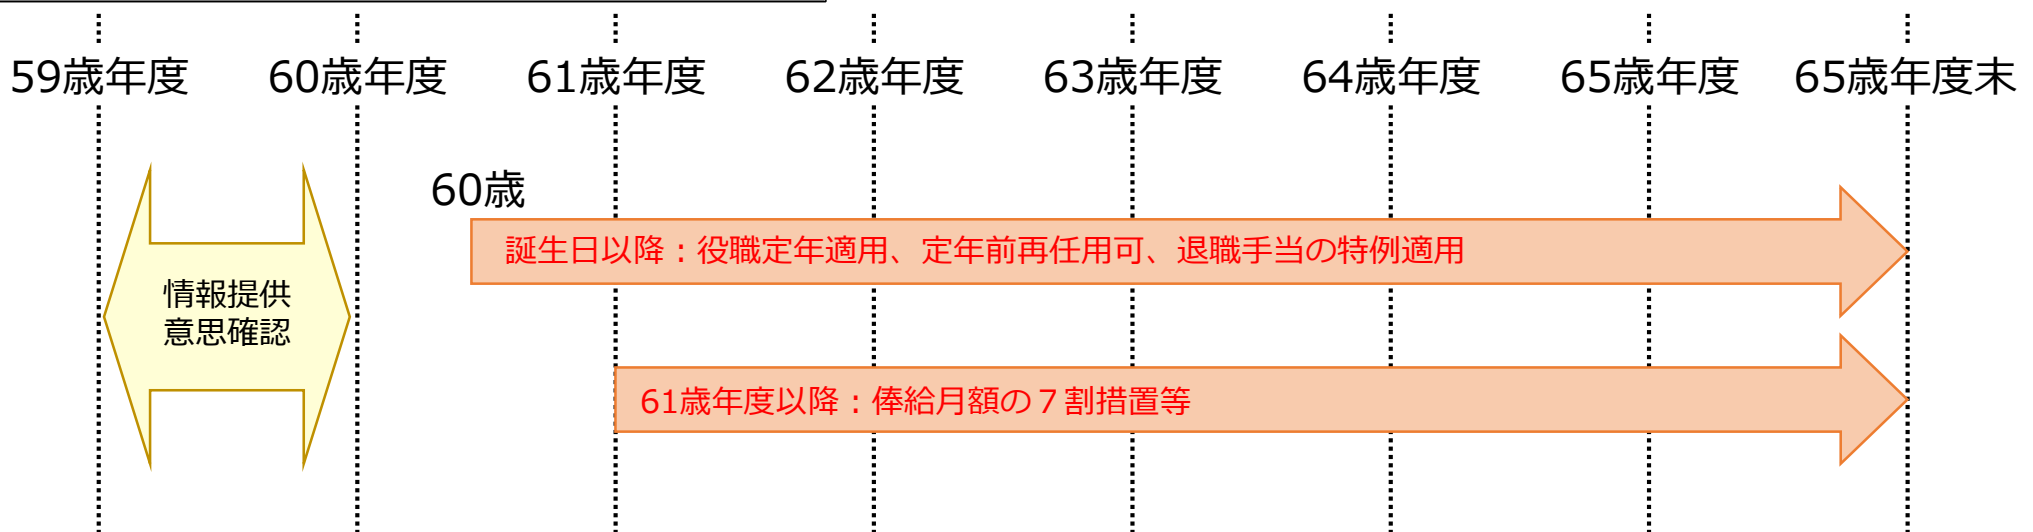 59歳年度 60歳年度 61歳年度 62歳年度 63歳年度 64歳年度 65歳年度 65歳年度末
60歳
誕生日以降：役職定年適用、定年前再任用可、退職手当の特例適用
情報提供
意思確認
61歳年度以降：俸給月額の７割措置等